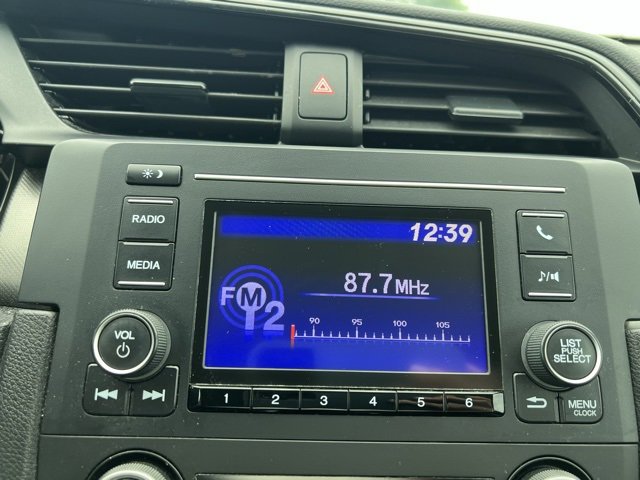 RADIO
MEDIA
VOL
12:39
87.7MHz
FM2
90 95 100 105
LIST
PUSH
SELECT
1 2 3 4 5 6
MENU
CLOCK